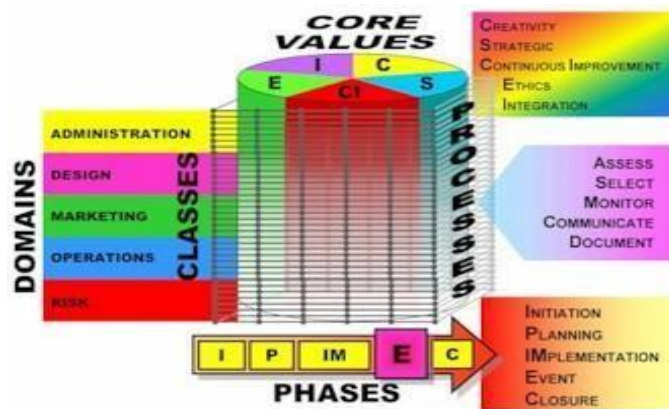 CORE
VALUES
I
C
E
S
C1
CREATIVITY
STRATEGIC
CONTINUOUS IMPROVEMENT
ETHICS
INTEGRATION
DOMAINS
ADMINISTRATION
DESIGN
MARKETING
OPERATIONS
RISK
CLASSES
PROCESSES
ASSESS
SELECT
MONITOR
COMMUNICATE
DOCUMENT
I P IM E C
PHASES
INITIATION
PLANNING
IMPLEMENTATION
EVENT
CLOSURE